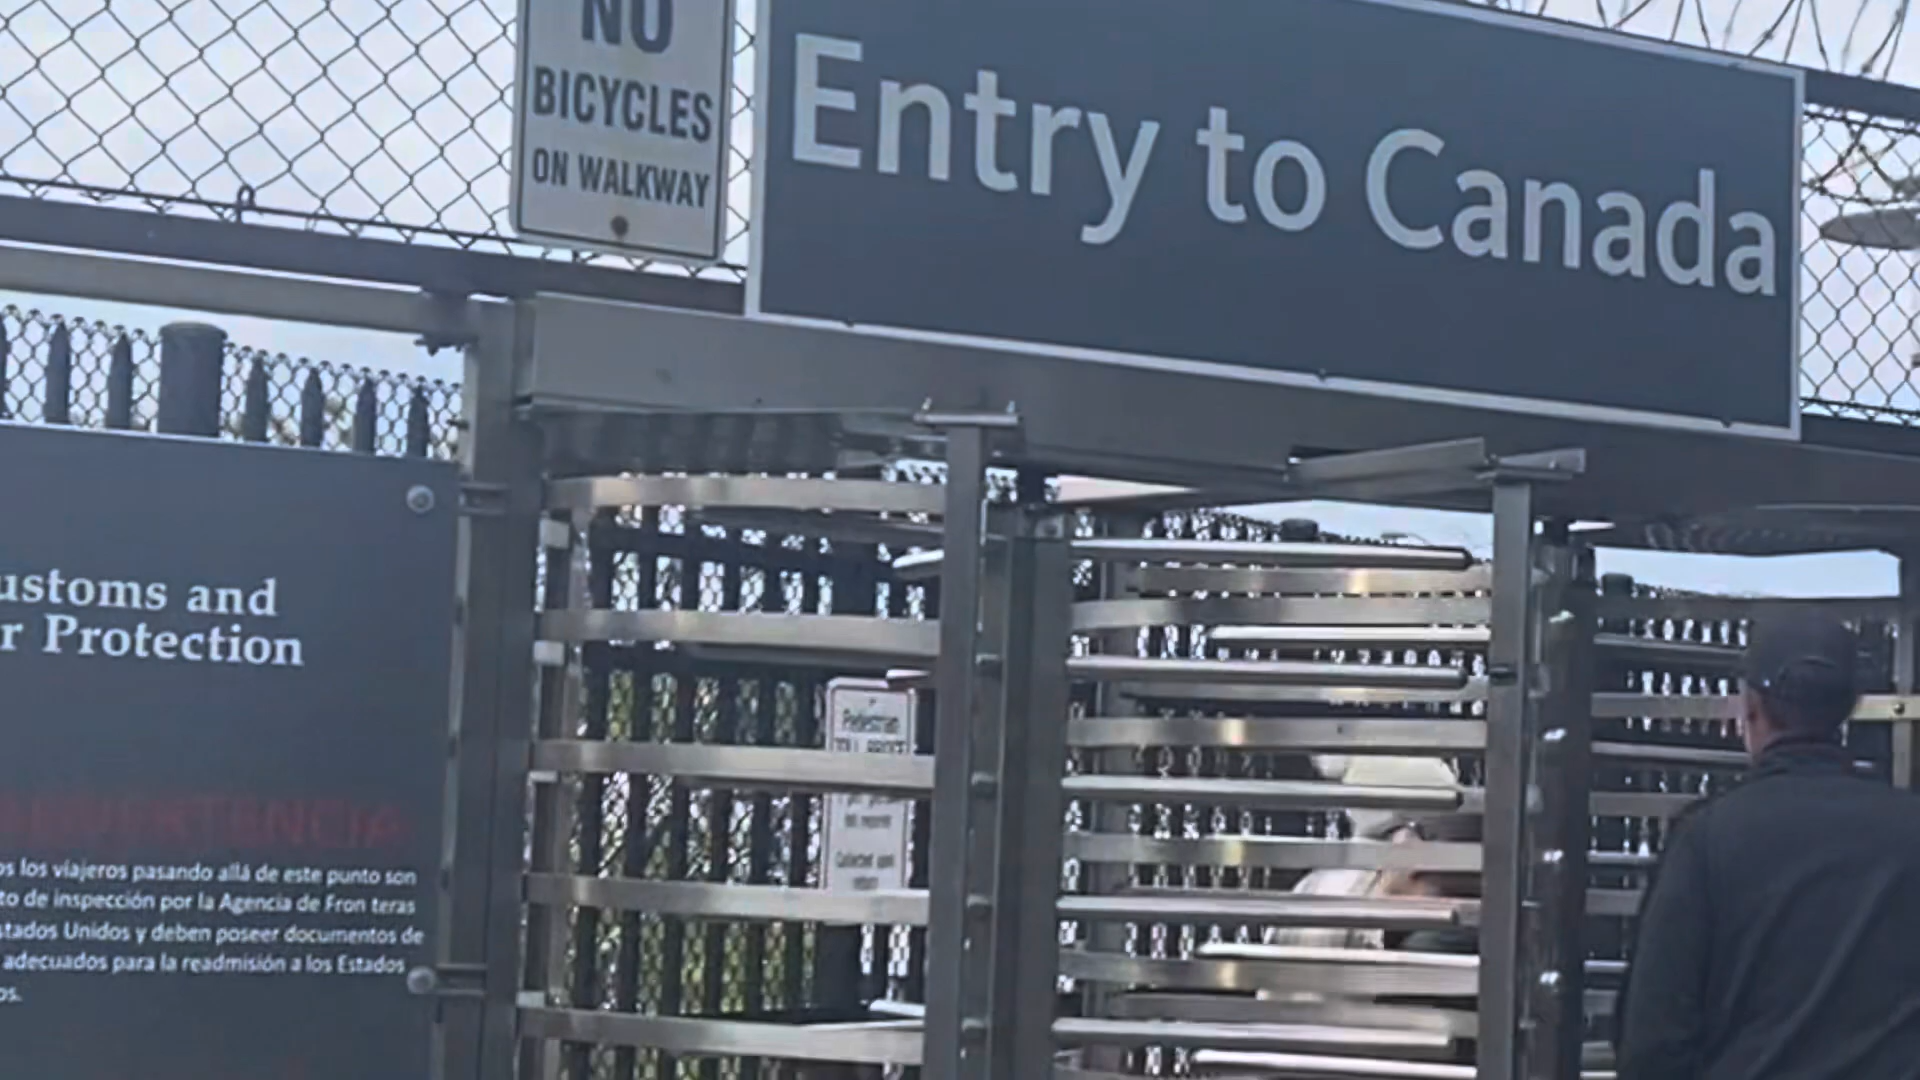 NO
BICYCLES
ON WALKWAY
Entry to Canada
ustoms and
r Protection
os los viajeros pasando allá de este punto son
to de inspección por la Agencia de Fron teras
stados Unidos y deben poseer documentos de
adecuados para la readmisión a los Estados
os.
Pedestrian